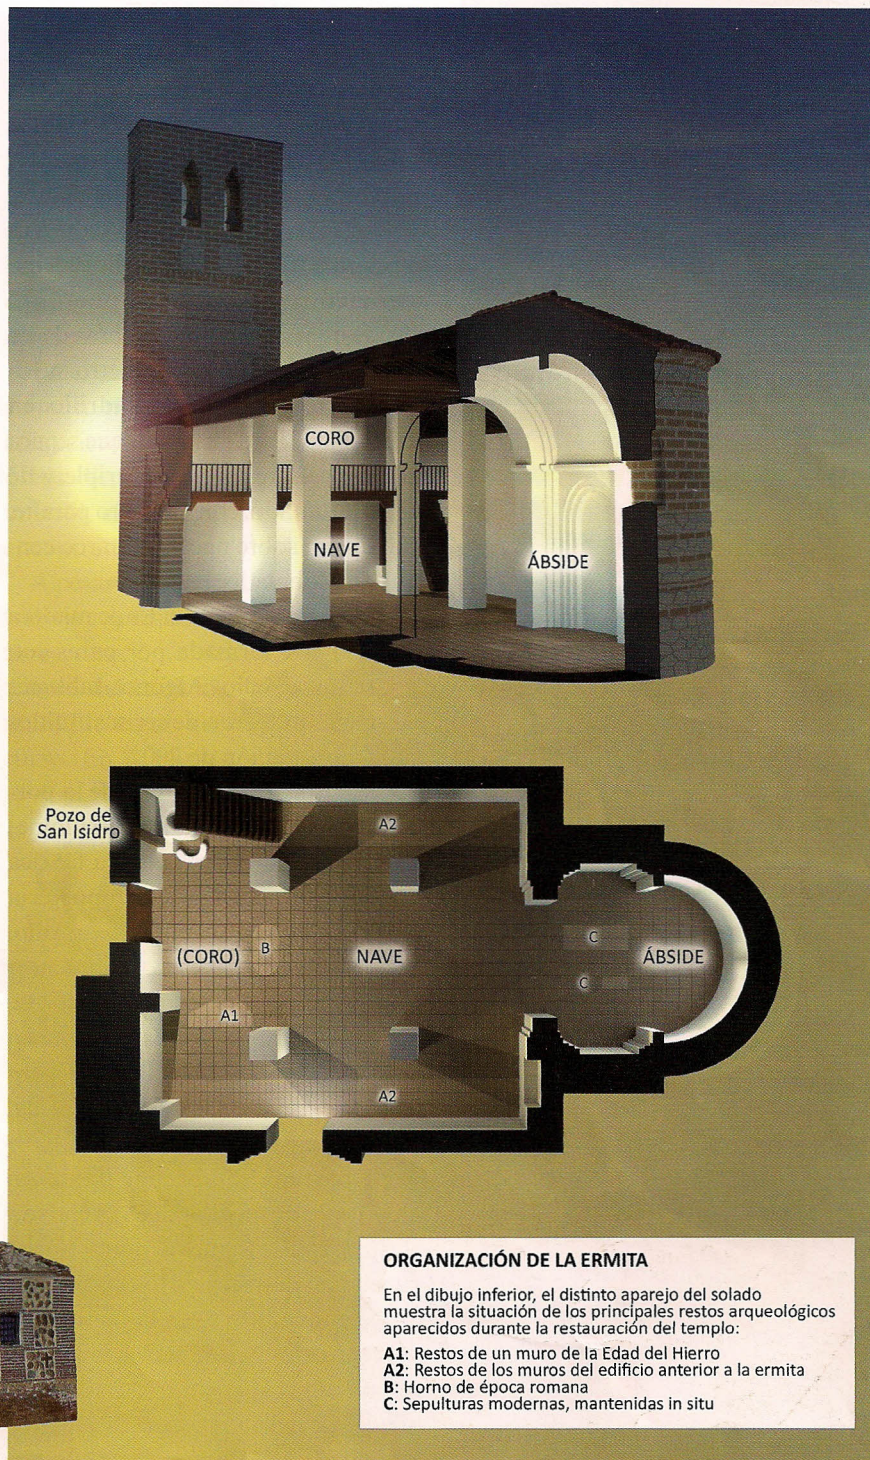 CORO
NAVE
ÁBSIDE
Pozo de
San Isidro
A2
(CORO)
B
NAVE
C
ÁBSIDE
C
A1
A2
ORGANIZACIÓN DE LA ERMITA
En el dibujo inferior, el distinto aparejo del solado
muestra la situación de los principales restos arqueológicos
aparecidos durante la restauración del templo:
A1: Restos de un muro de la Edad del Hierro
A2: Restos de los muros del edificio anterior a la ermita
B: Horno de época romana
C: Sepulturas modernas, mantenidas in situ